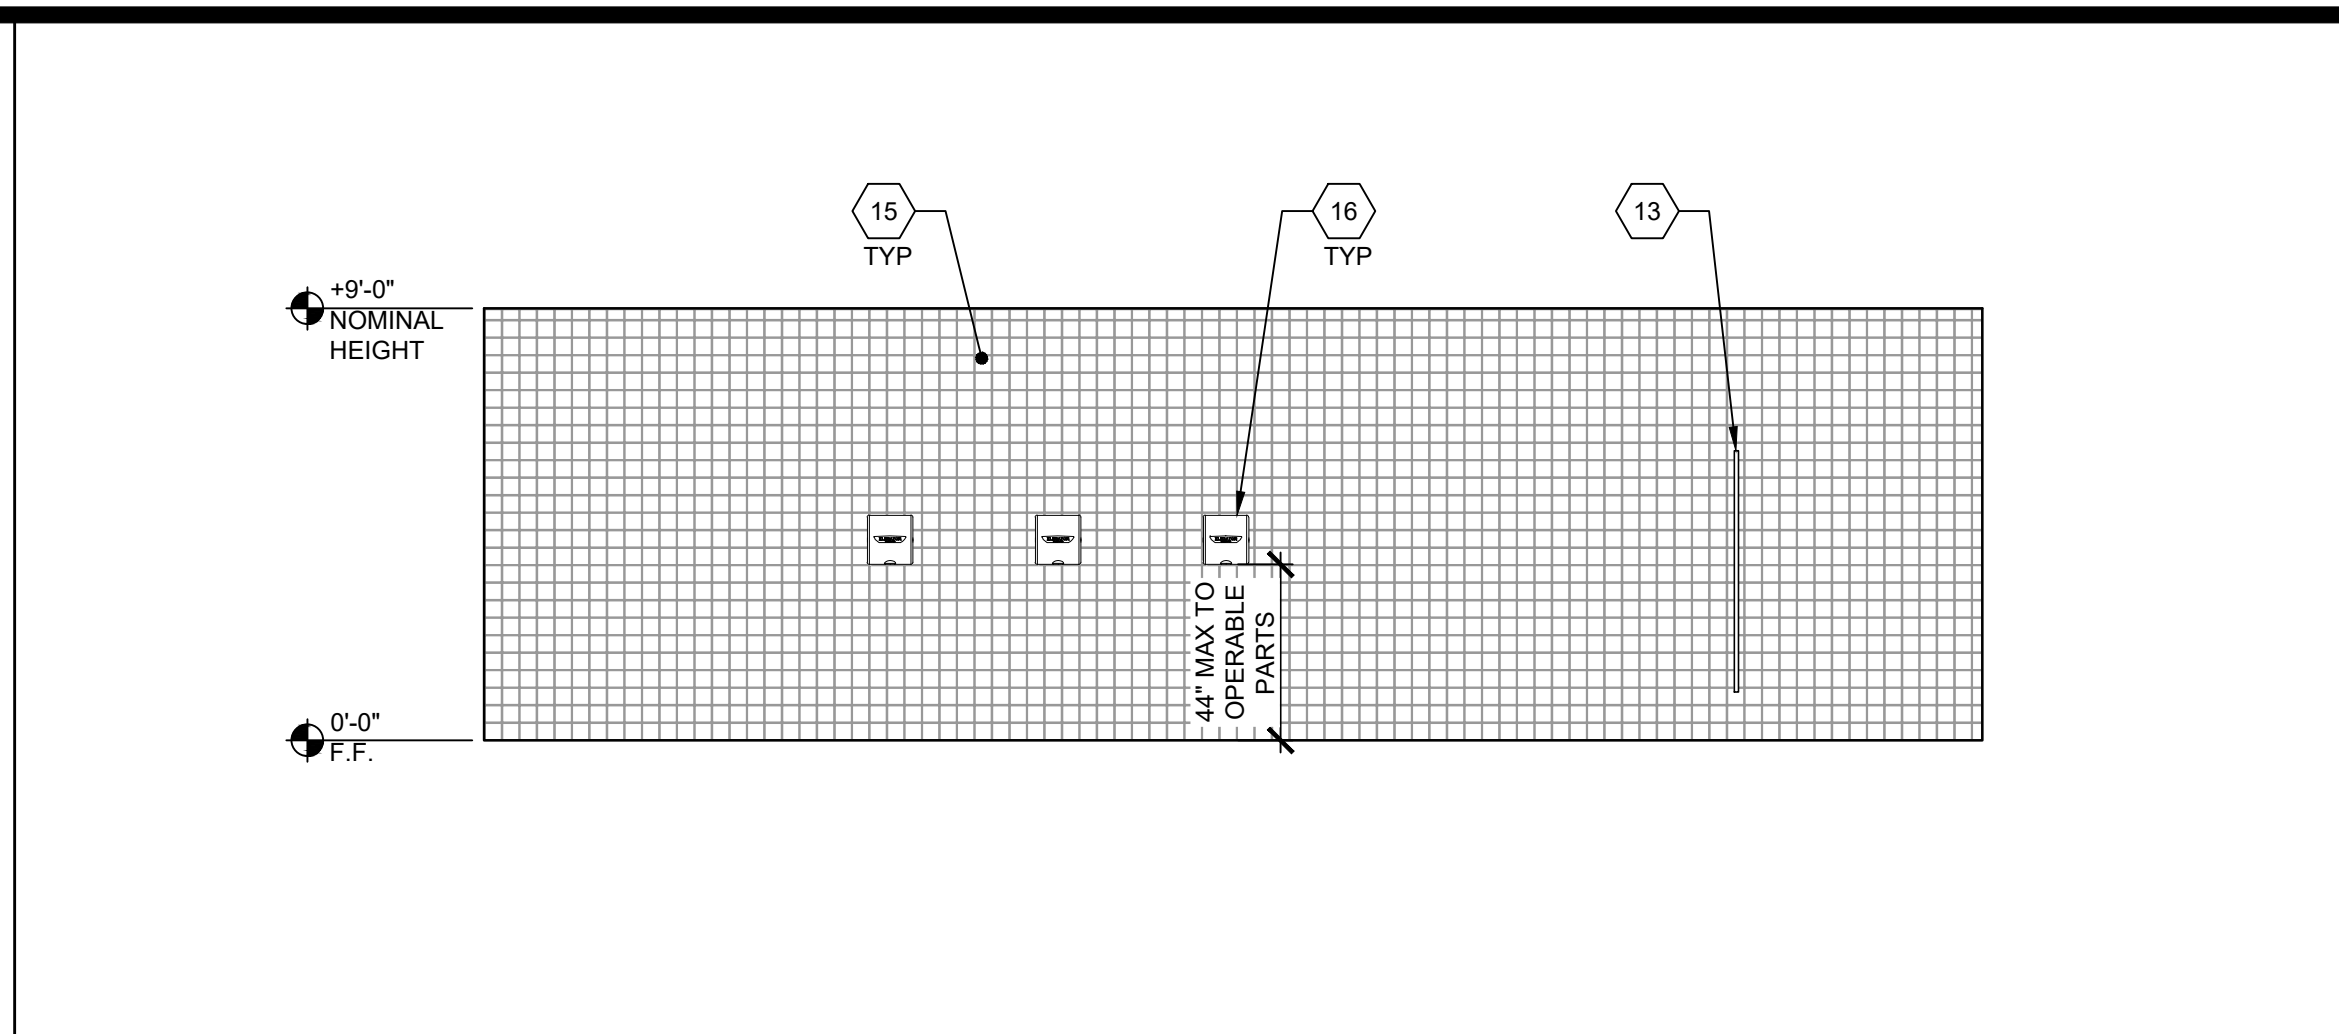 15
TYP
16
TYP
13
+9'-0"
NOMINAL
HEIGHT
44" MAX TO
OPERABLE
PARTS
0'-0"
F.F.